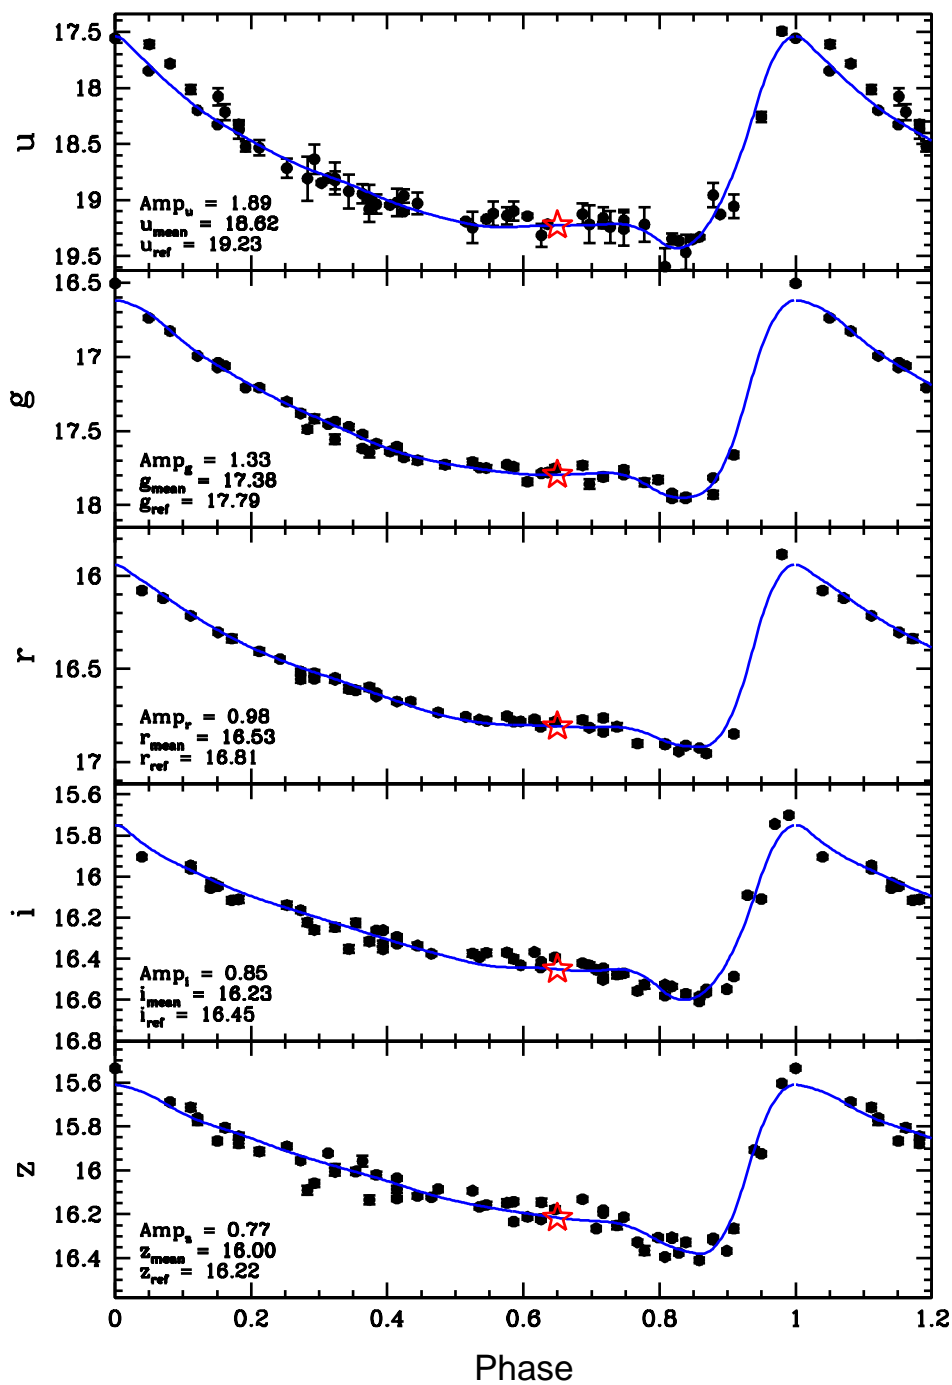 17.5
18
18.5
19
19.5
u
Amp_u = 1.89
u_mean = 18.62
u_ref = 19.23
16.5
17
17.5
18
g
Amp_g = 1.33
g_mean = 17.38
g_ref = 17.79
16
16.5
17
r
Amp_r = 0.98
r_mean = 16.53
r_ref = 16.81
15.6
15.8
16
16.2
16.4
16.6
16.8
i
Amp_i = 0.85
i_mean = 16.23
i_ref = 16.45
15.6
15.8
16
16.2
16.4
z
Amp_z = 0.77
z_mean = 16.00
z_ref = 16.22
0 0.2 0.4 0.6 0.8 1 1.2
Phase